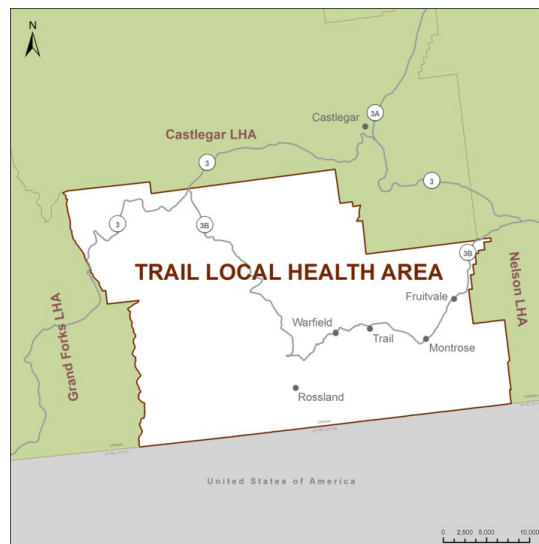 N
Castlegar
3A
Castlegar LHA
3
3
3
3B
3B
TRAIL LOCAL HEALTH AREA
Grand Forks LHA
Nelson LHA
Fruitvale
Warfield
Trail
Montrose
Rossland
United States of America
0 2,500 5,000 10,000